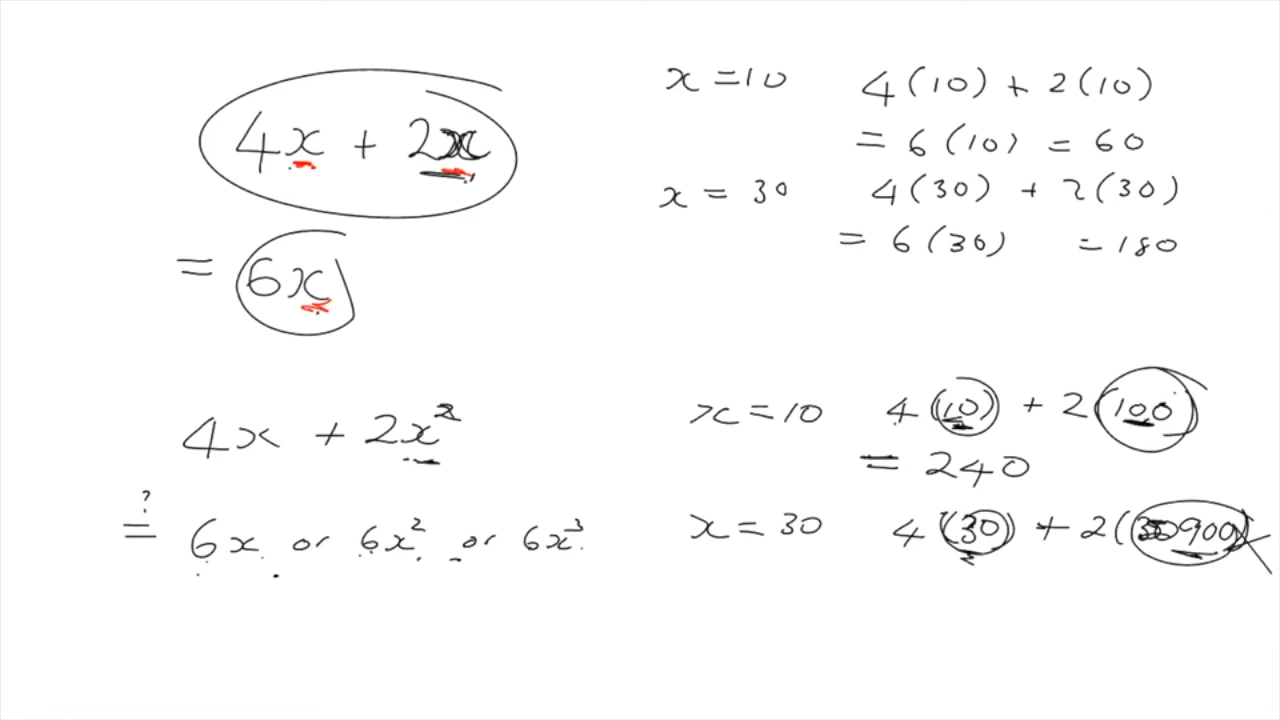 4x + 2x
= 6x
x = 10 4(10) + 2(10)
= 6(10) = 60
x = 30 4(30) + 2(30)
= 6(30) = 180
4x + 2x²
?
= 6x or 6x² or 6x³
x = 10 4(10) + 2(100)
= 240
x = 30 4(30) + 2(900)